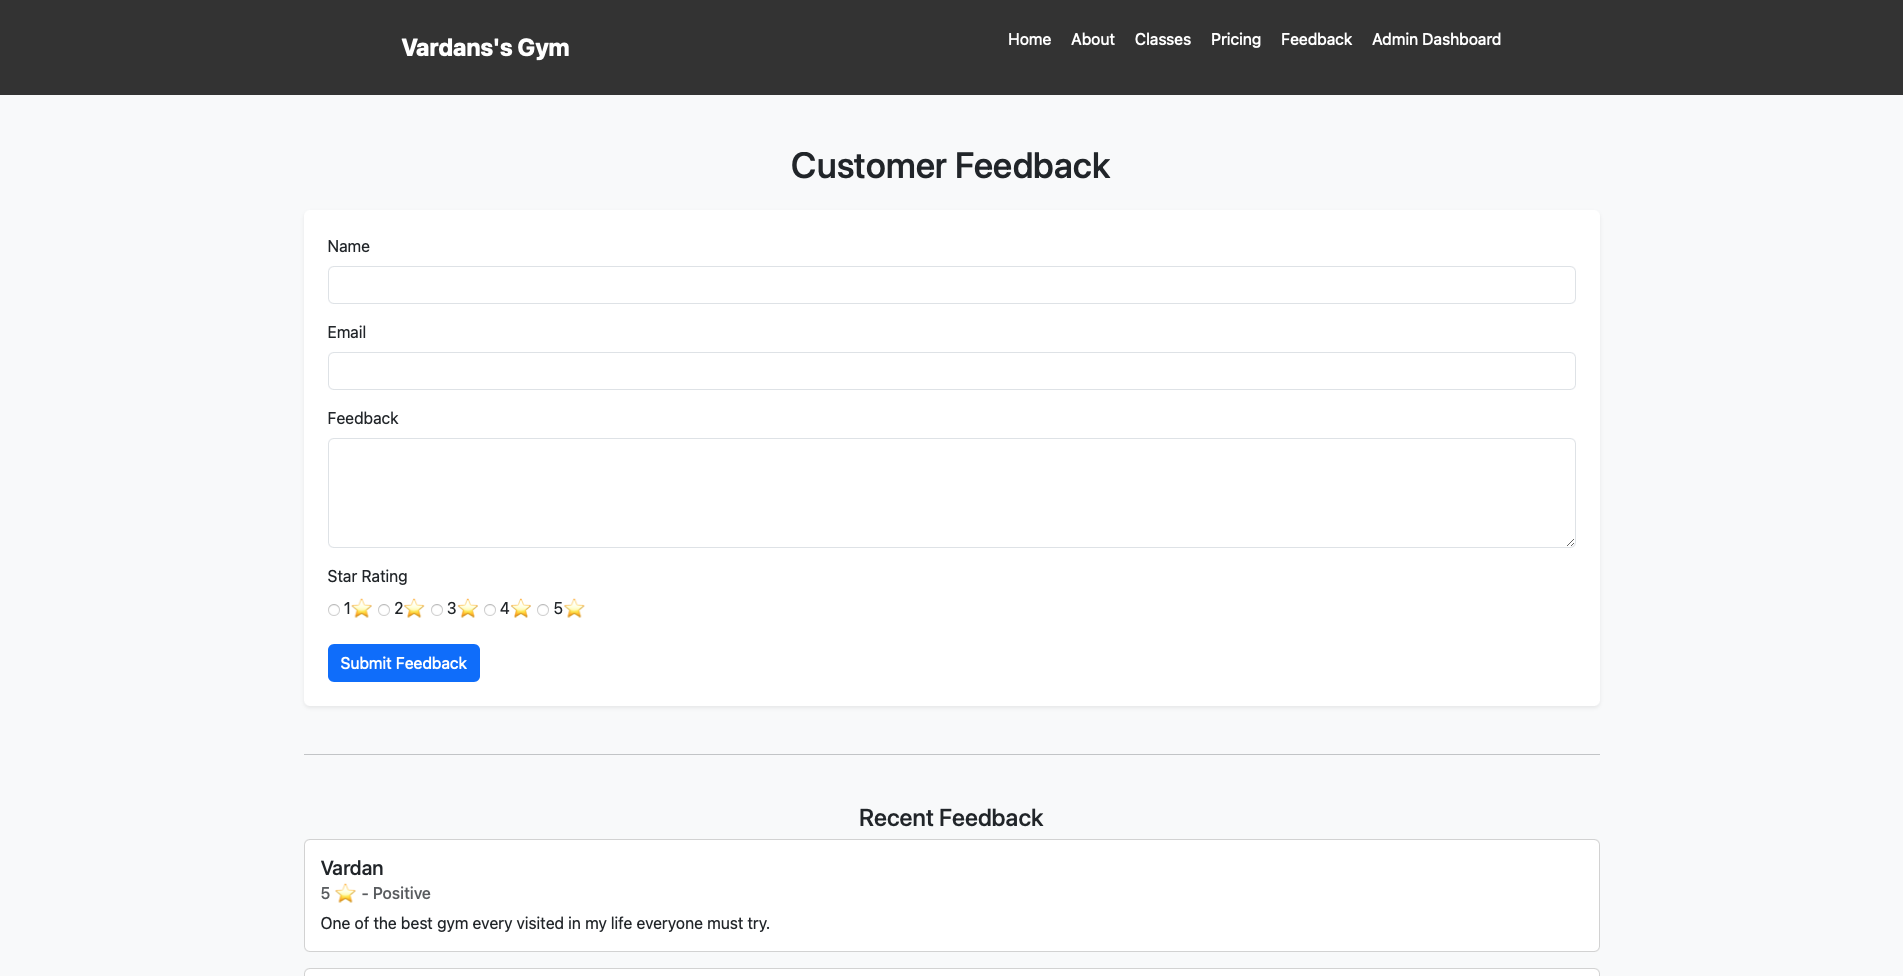 Vardans's Gym
Home About Classes Pricing Feedback Admin Dashboard
Customer Feedback
Name
Email
Feedback
Star Rating
1⭐ 2⭐ 3⭐ 4⭐ 5⭐
Submit Feedback
Recent Feedback
Vardan
5 ⭐ - Positive
One of the best gym every visited in my life everyone must try.